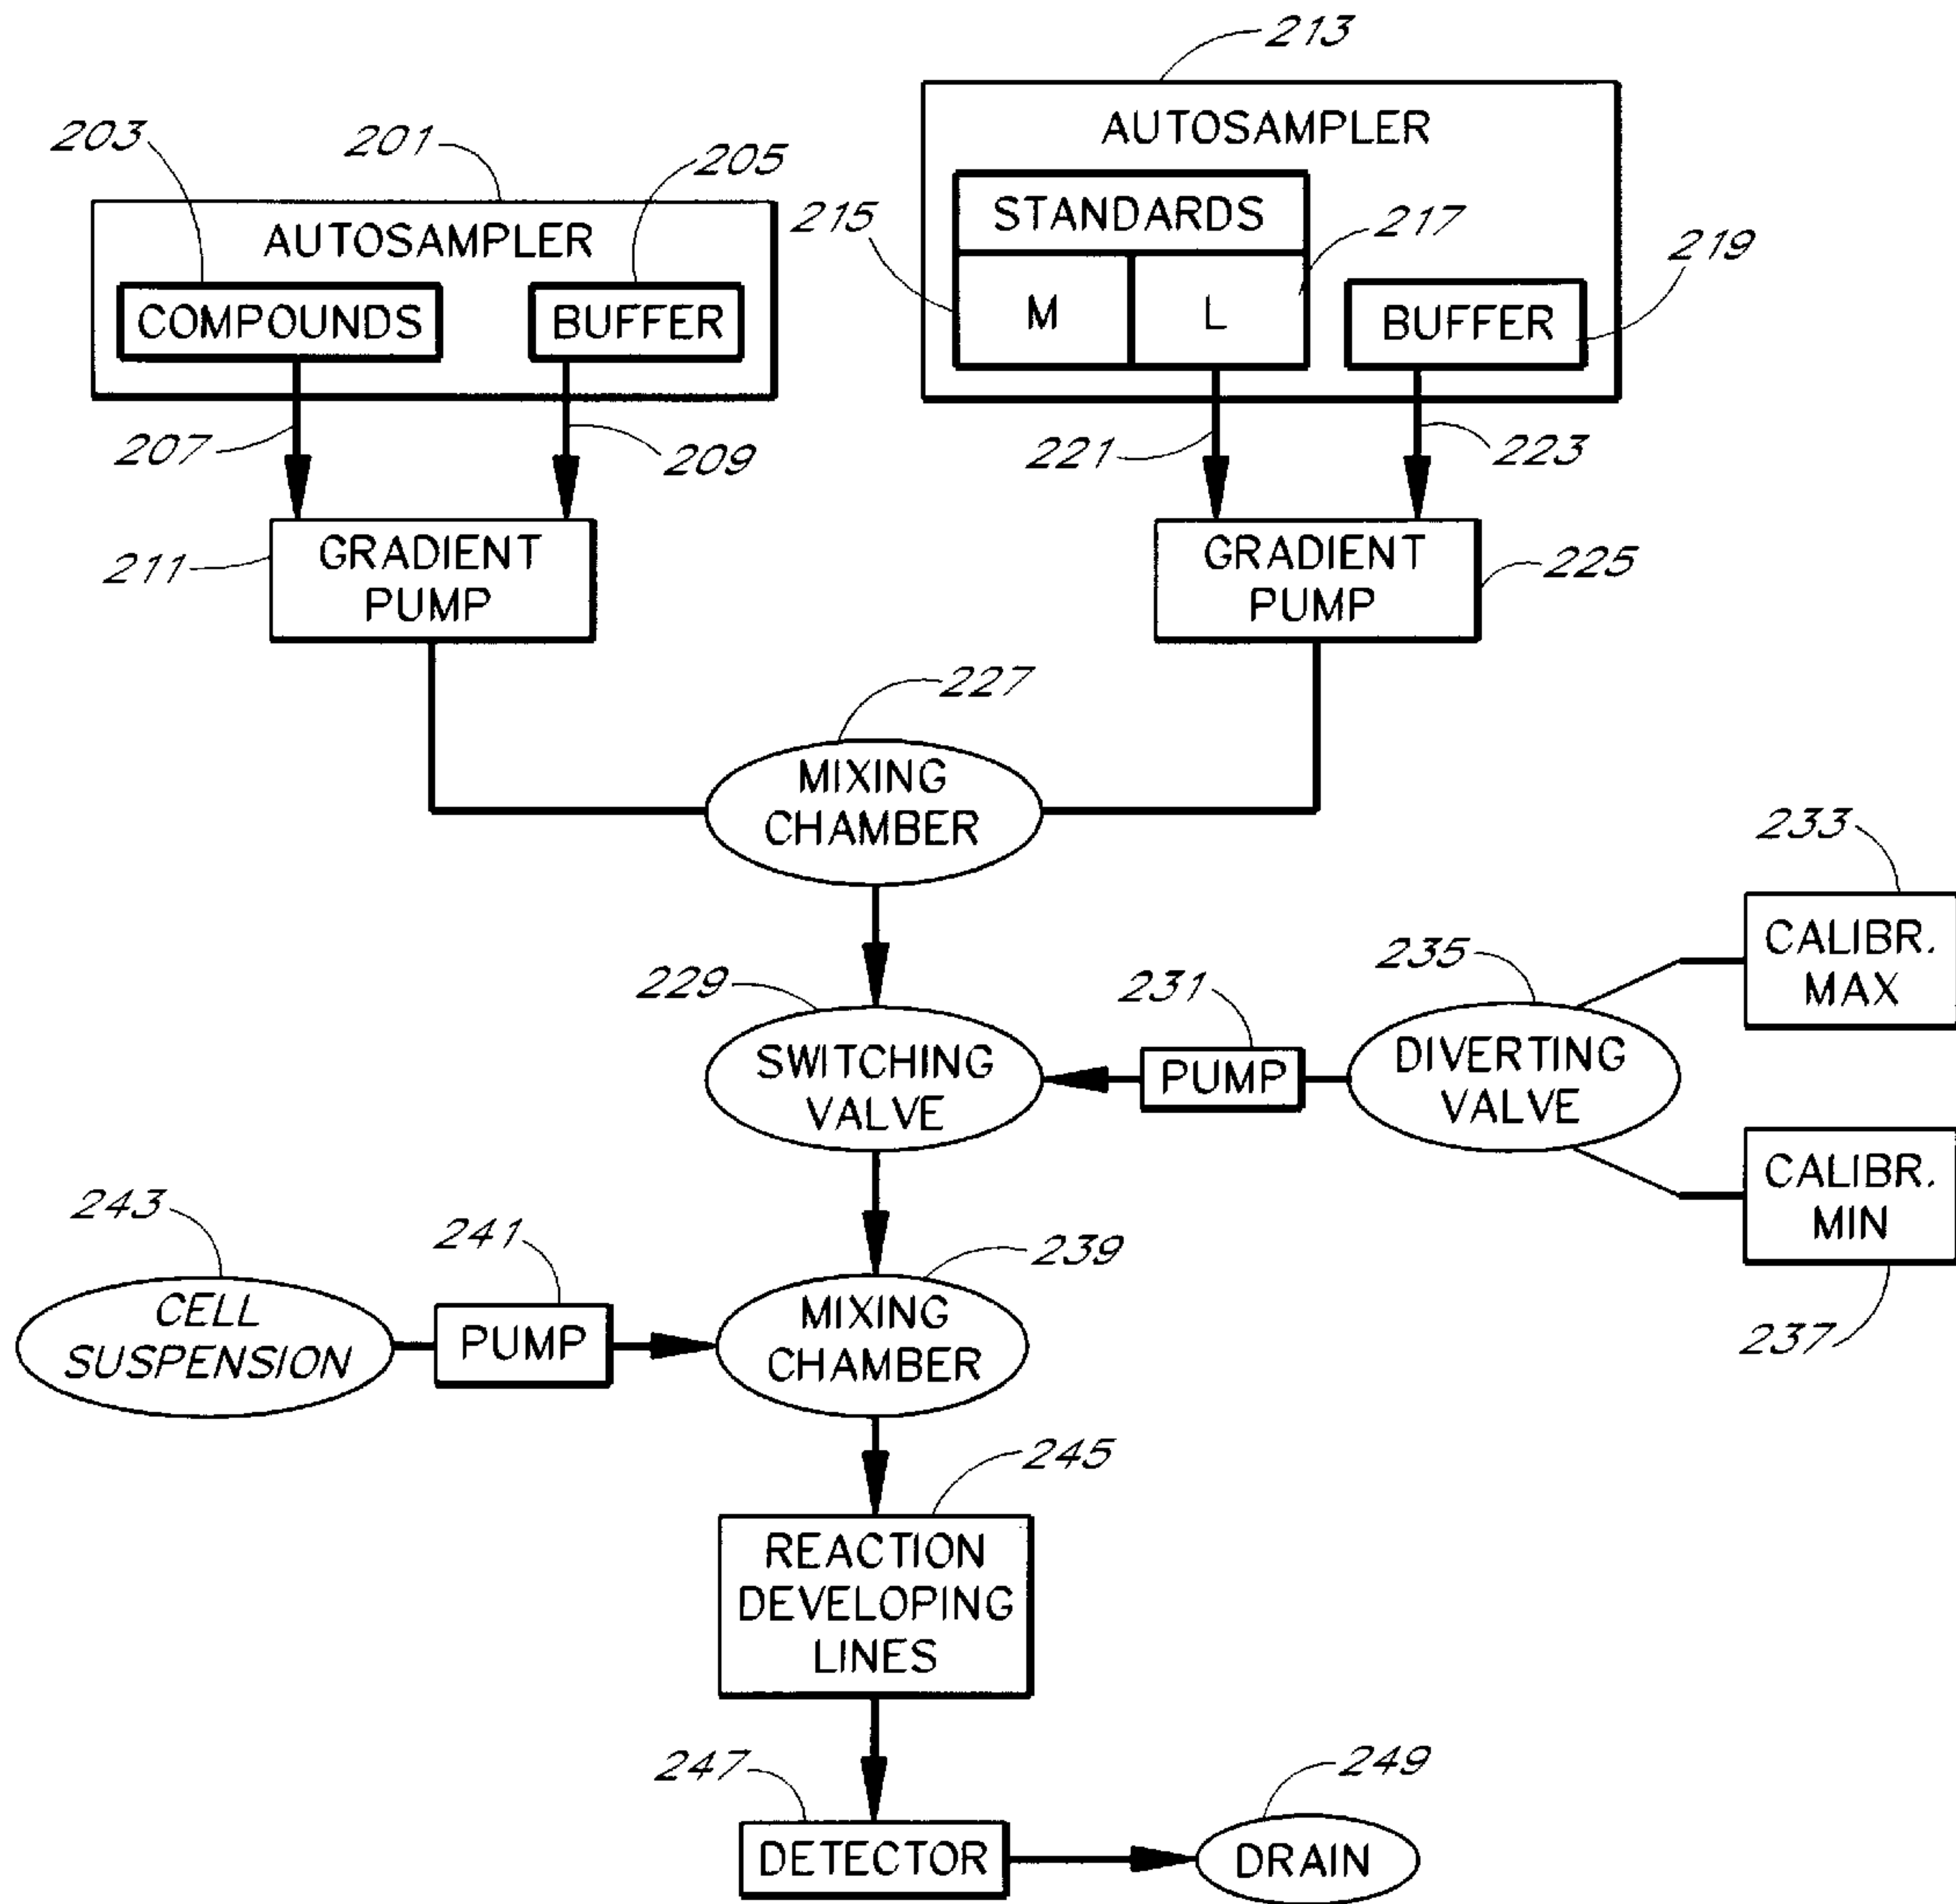 213
AUTOSAMPLER
203
201
205
STANDARDS
215
217
219
AUTOSAMPLER
COMPOUNDS
BUFFER
M
L
BUFFER
207
209
221
223
211
GRADIENT
PUMP
GRADIENT
PUMP
225
227
MIXING
CHAMBER
233
229
231
235
CALIBR.
MAX
SWITCHING
VALVE
PUMP
DIVERTING
VALVE
CALIBR.
MIN
237
243
241
239
CELL
SUSPENSION
PUMP
MIXING
CHAMBER
245
REACTION
DEVELOPING
LINES
247
249
DETECTOR
DRAIN